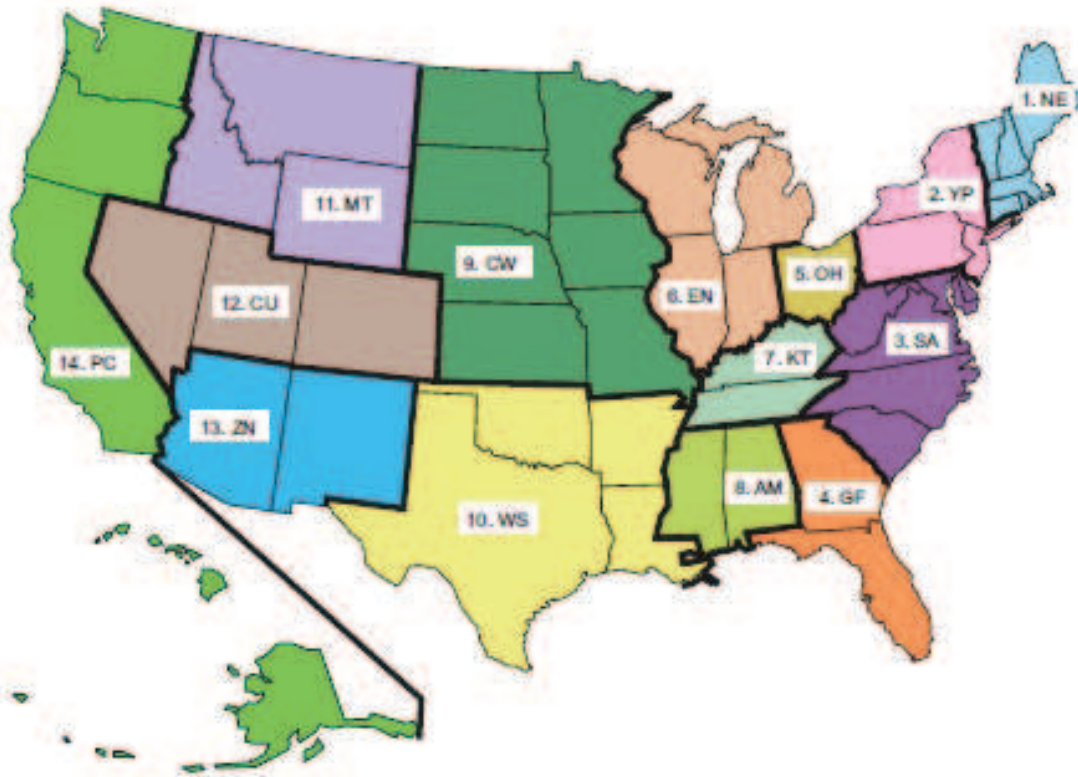 1. NE
2. YP
11. MT
9. CW
5. OH
6. EN
12. CU
3. SA
7. KT
14. PC
13. ZN
8. AM
4. GF
10. WS